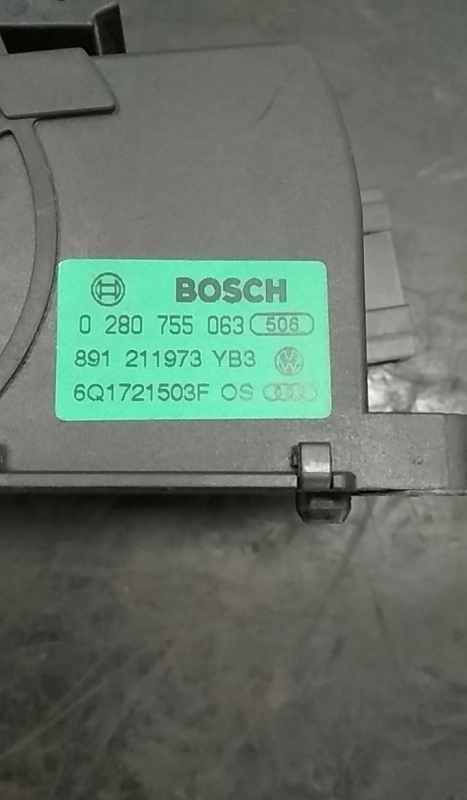 BOSCH
0 280 755 063 506
891 211973 YB3
6Q1721503F OS